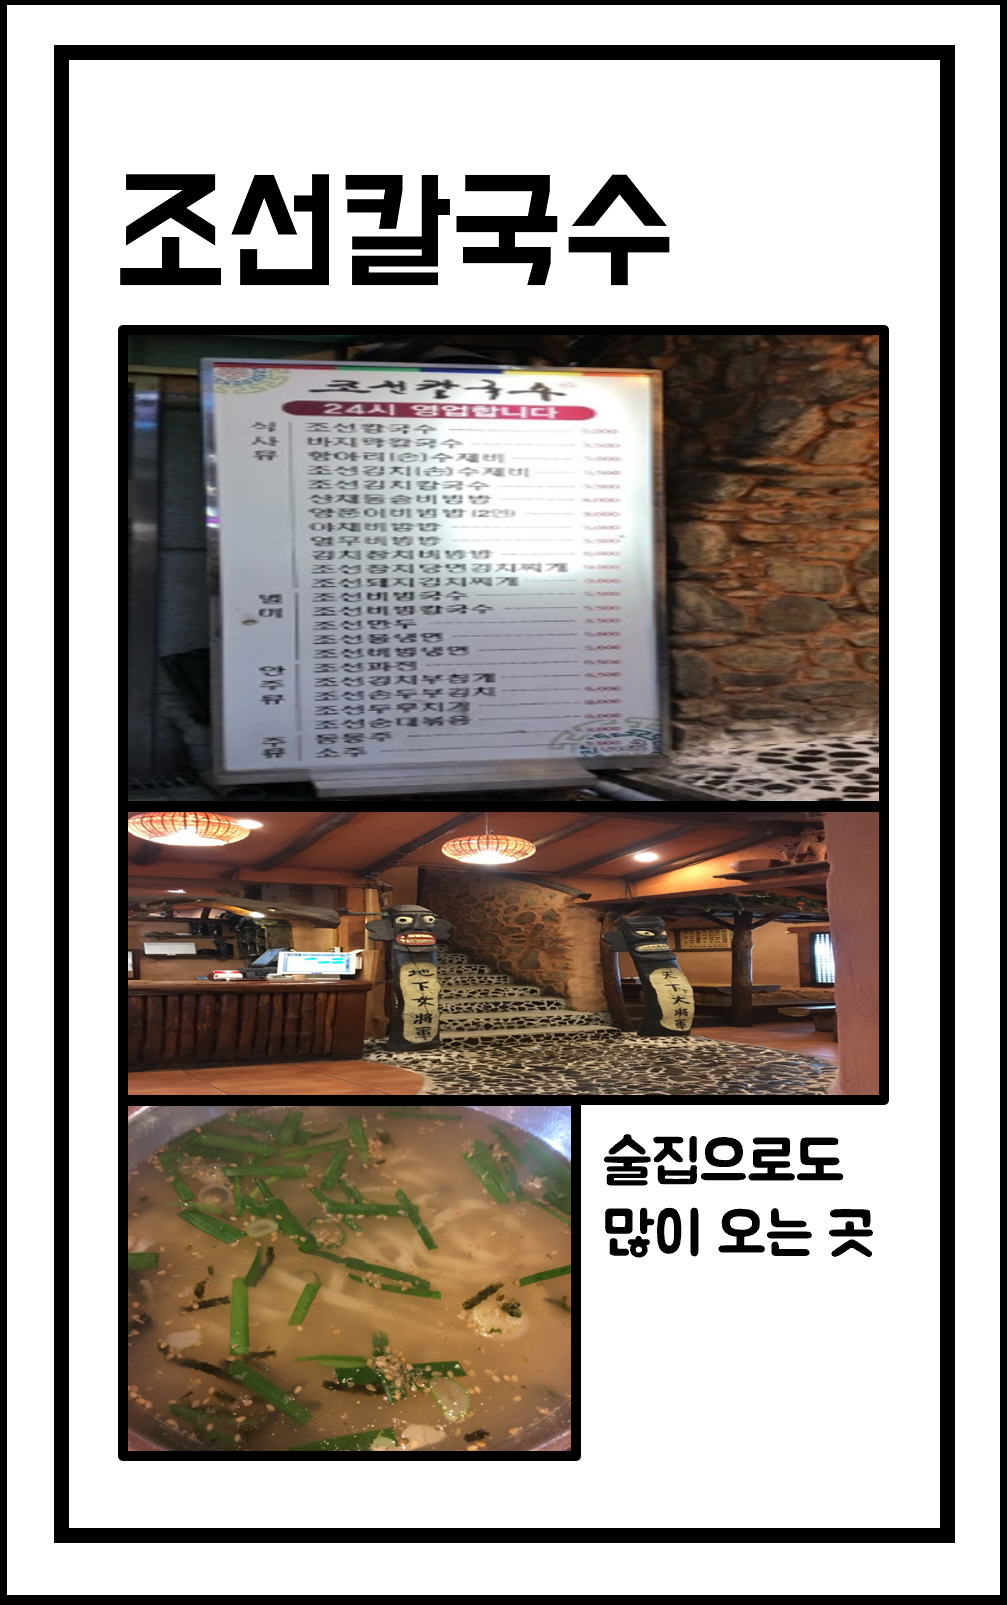 조선칼국수
조선칼국수
24시 영업합니다
식사류
조선칼국수
바지락칼국수
항아리(손)수제비
조선김치(손)수제비
조선김치칼국수
산채돌솥비빔밥
양푼이비빔밥(2인)
야채비빔밥
열무비빔밥
김치참치비빔밥
조선참치당면김치찌개
조선돼지김치찌개
별미
조선비빔국수
조선비빔칼국수
조선만두
조선물냉면
조선비빔냉면
안주류
조선파전
조선김치부침개
조선손두부김치
조선순대볶음
주류
동동주
소주
地下女將軍
天下大將軍
술집으로도
많이 오는 곳